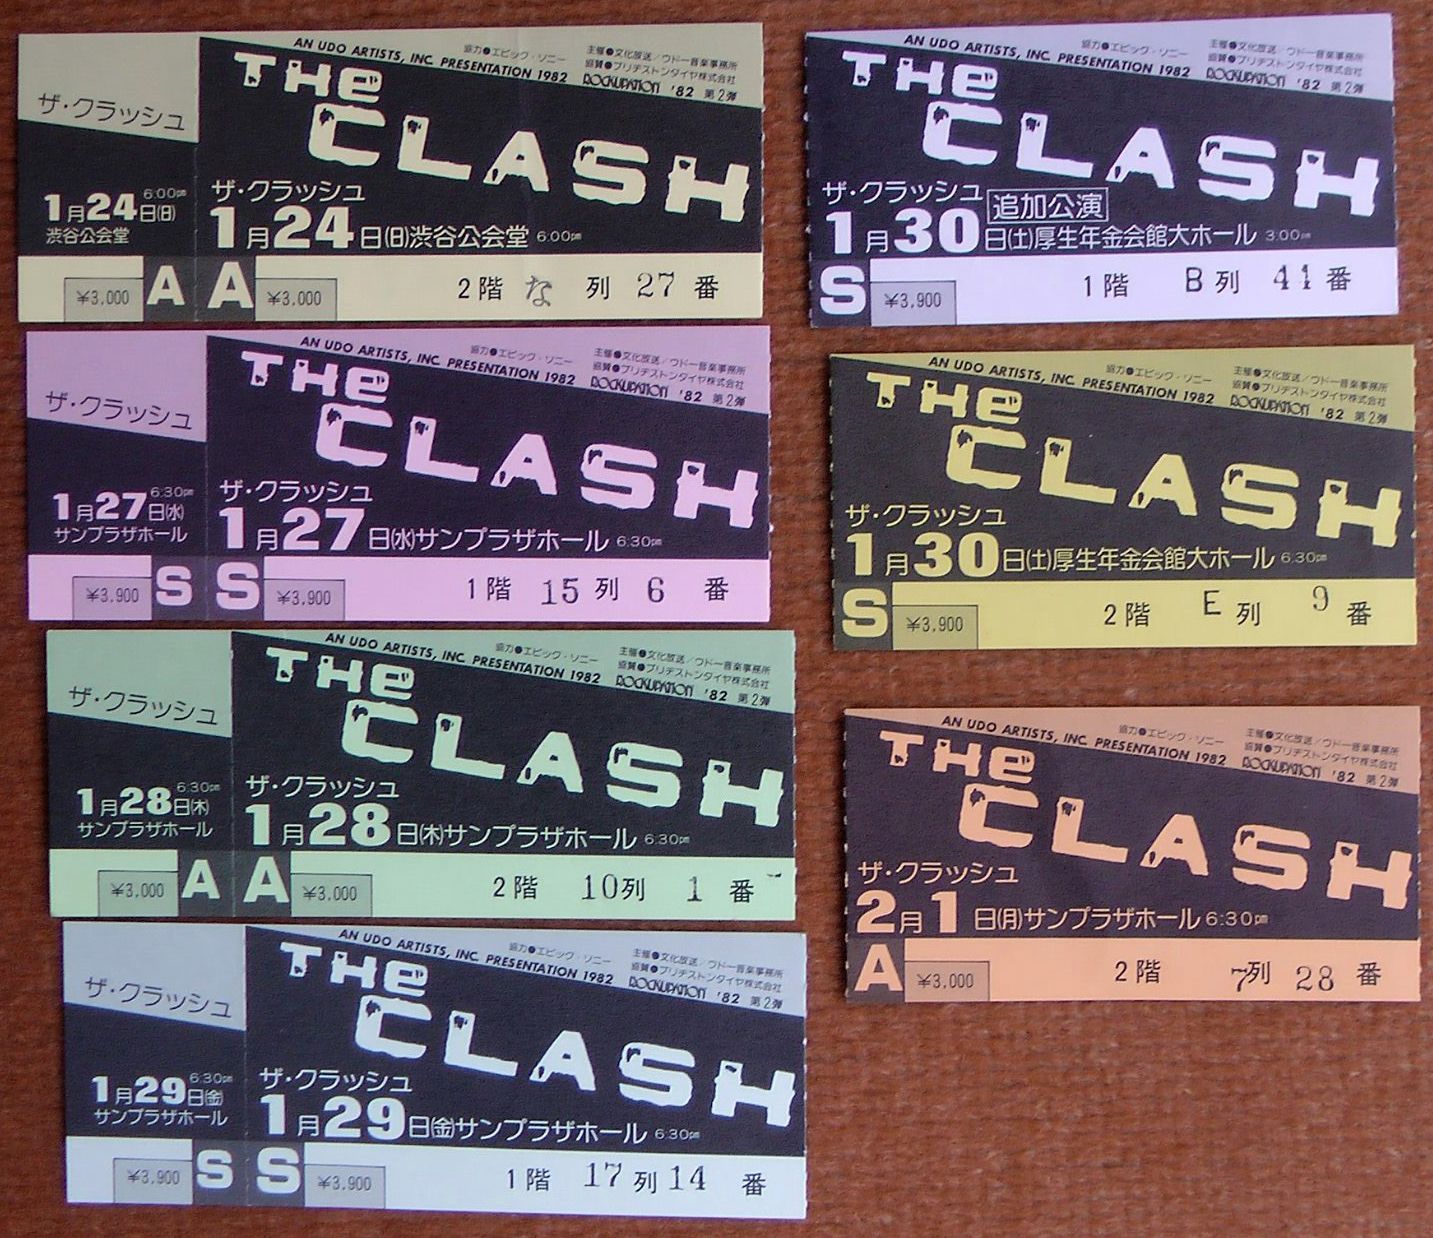 AN UDO ARTISTS, INC. PRESENTATION 1982
協力●エピック・ソニー
主催●文化放送/ウドー音楽事務所
協賛●ブリヂストンタイヤ株式会社
ROCKUPATION '82 第2弾
THe CLASH
ザ・クラッシュ
6:00pm
1月24日(日)
渋谷公会堂
ザ・クラッシュ
1月24日(日)渋谷公会堂 6:00pm
¥3,000 A
A ¥3,000 2階 な 列 27 番
AN UDO ARTISTS, INC. PRESENTATION 1982
協力●エピック・ソニー
主催●文化放送/ウドー音楽事務所
協賛●ブリヂストンタイヤ株式会社
ROCKUPATION '82 第2弾
THe CLASH
ザ・クラッシュ
6:30pm
1月27日(水)
サンプラザホール
ザ・クラッシュ
1月27日(水)サンプラザホール 6:30pm
¥3,900 S
S ¥3,900 1階 15 列 6 番
AN UDO ARTISTS, INC. PRESENTATION 1982
協力●エピック・ソニー
主催●文化放送/ウドー音楽事務所
協賛●ブリヂストンタイヤ株式会社
ROCKUPATION '82 第2弾
THe CLASH
ザ・クラッシュ
6:30pm
1月28日(木)
サンプラザホール
ザ・クラッシュ
1月28日(木)サンプラザホール 6:30pm
¥3,000 A
A ¥3,000 2階 10列 1 番
AN UDO ARTISTS, INC. PRESENTATION 1982
協力●エピック・ソニー
主催●文化放送/ウドー音楽事務所
協賛●ブリヂストンタイヤ株式会社
ROCKUPATION '82 第2弾
THe CLASH
ザ・クラッシュ
6:30pm
1月29日(金)
サンプラザホール
ザ・クラッシュ
1月29日(金)サンプラザホール 6:30pm
¥3,900 S
S ¥3,900 1階 17列14 番
AN UDO ARTISTS, INC. PRESENTATION 1982
協力●エピック・ソニー
主催●文化放送/ウドー音楽事務所
協賛●ブリヂストンタイヤ株式会社
ROCKUPATION '82 第2弾
THe CLASH
ザ・クラッシュ 追加公演
1月30日(土)厚生年金会館大ホール 3:00pm
S ¥3,900 1階 B列 41 番
AN UDO ARTISTS, INC. PRESENTATION 1982
協力●エピック・ソニー
主催●文化放送/ウドー音楽事務所
協賛●ブリヂストンタイヤ株式会社
ROCKUPATION '82 第2弾
THe CLASH
ザ・クラッシュ
1月30日(土)厚生年金会館大ホール 6:30pm
S ¥3,900 2階 E 列 9 番
AN UDO ARTISTS, INC. PRESENTATION 1982
協力●エピック・ソニー
主催●文化放送/ウドー音楽事務所
協賛●ブリヂストンタイヤ株式会社
ROCKUPATION '82 第2弾
THe CLASH
ザ・クラッシュ
2月1日(月)サンプラザホール 6:30pm
A ¥3,000 2階 7列 28 番